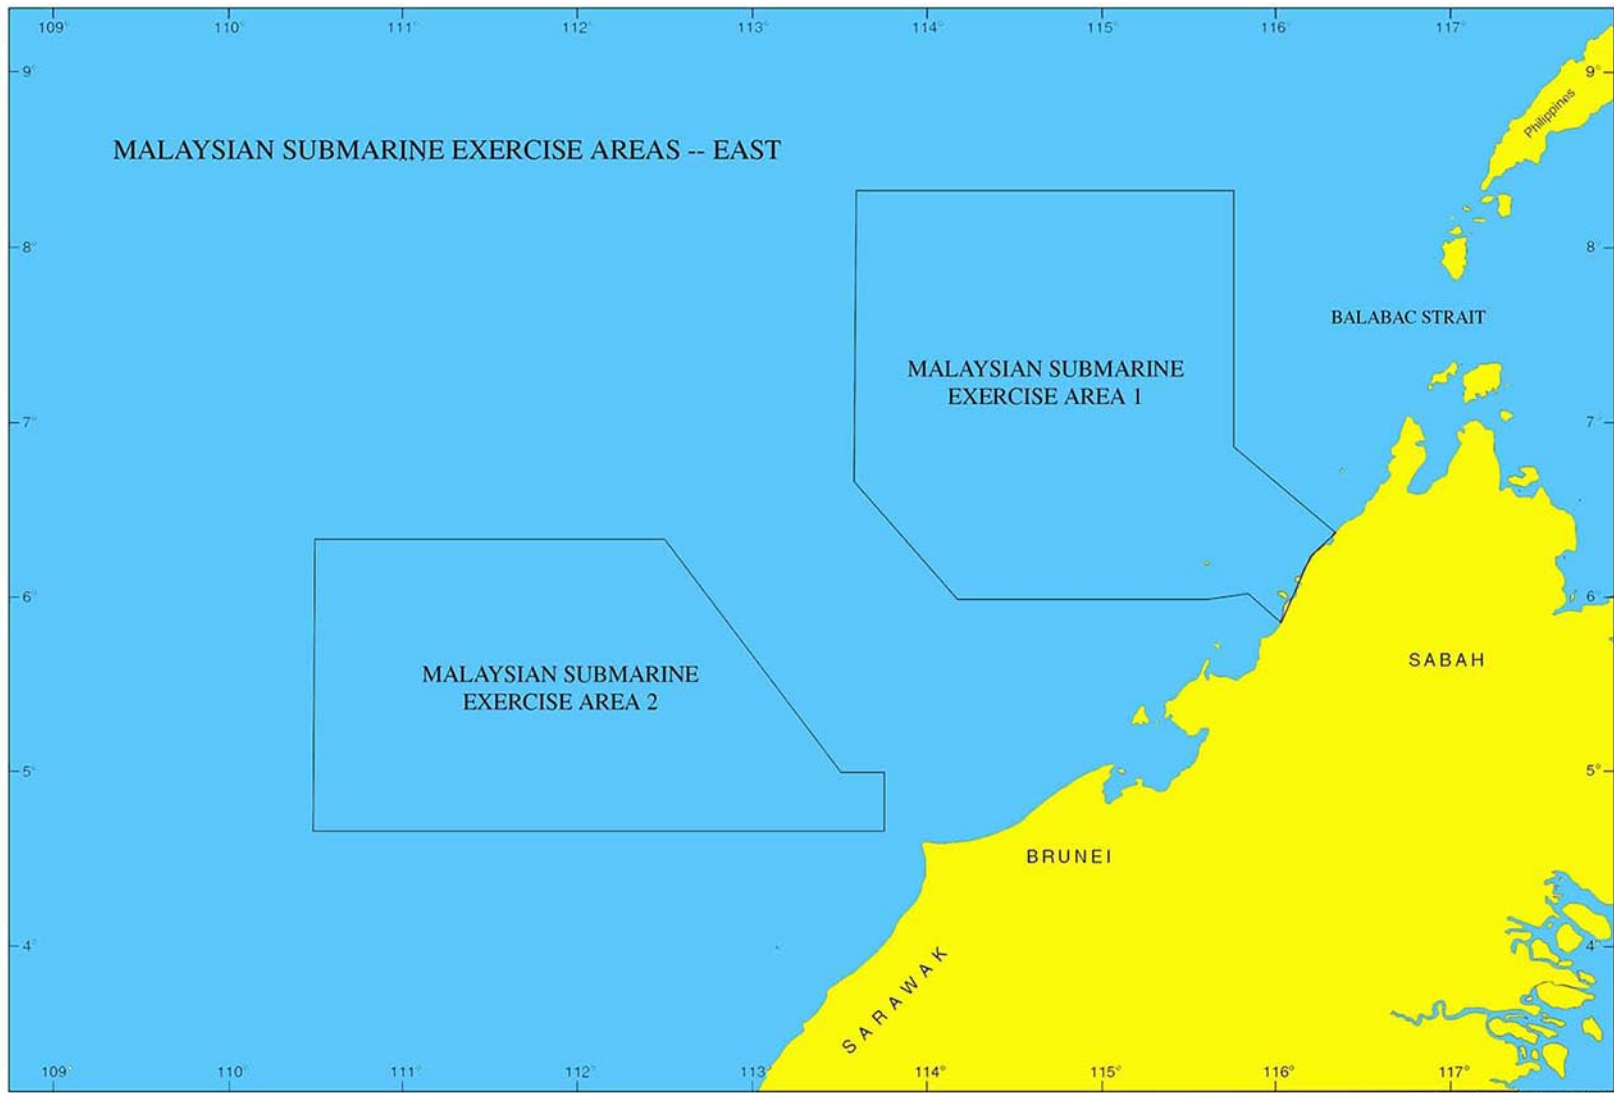 109° 110° 111° 112° 113° 114° 115° 116° 117°
9° 9°
Philippines
MALAYSIAN SUBMARINE EXERCISE AREAS -- EAST
8° 8°
BALABAC STRAIT
MALAYSIAN SUBMARINE
EXERCISE AREA 1
7° 7°
6° 6°
SABAH
MALAYSIAN SUBMARINE
EXERCISE AREA 2
5° 5°
BRUNEI
4° 4°
SARAWAK
109° 110° 111° 112° 113° 114° 115° 116° 117°